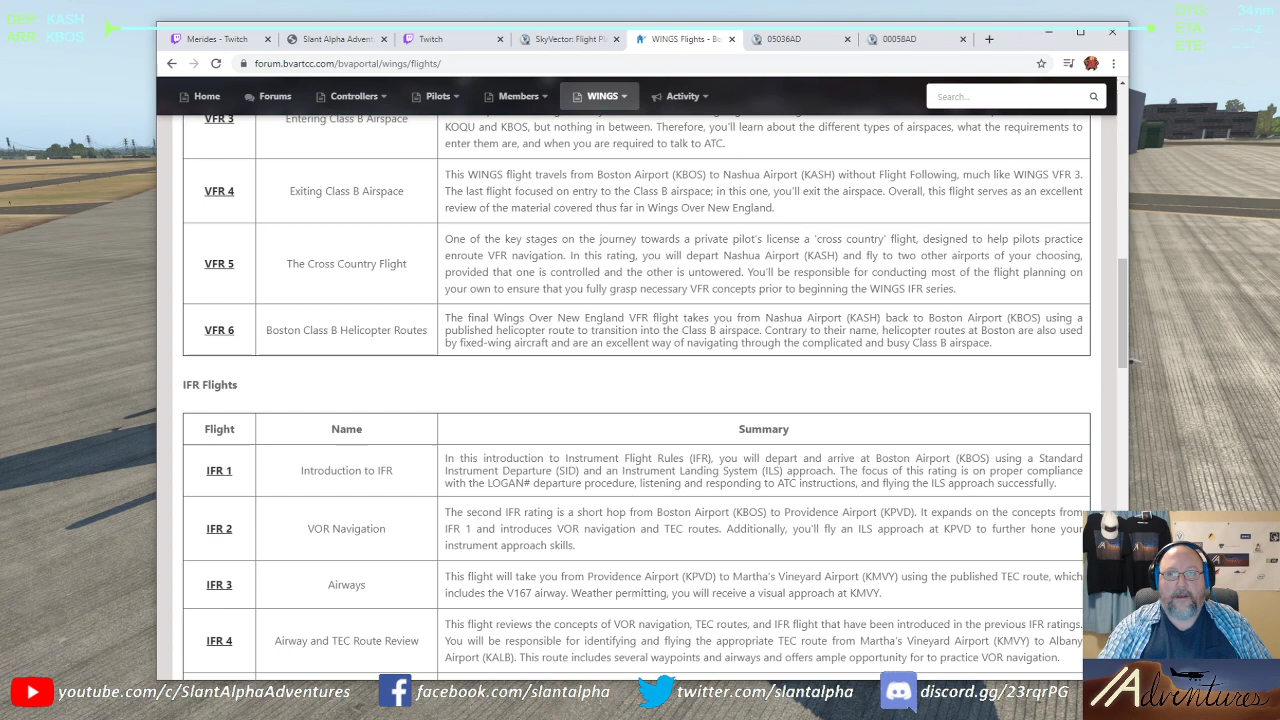 DEP: KASH
ARR: KBOS
DTG: 34nm
ETA: --:--Z
ETE: --:--
Merides - Twitch
Slant Alpha Advent
Twitch
SkyVector: Flight Pl
WINGS Flights - Bo
05036AD
00058AD
forum.bvartcc.com/bvaportal/wings/flights/
Home Forums Controllers Pilots Members WINGS Activity Search...
VFR 3 Entering Class B Airspace
KOQU and KBOS, but nothing in between. Therefore, you'll learn about the different types of airspaces, what the requirements to
enter them are, and when you are required to talk to ATC.
VFR 4 Exiting Class B Airspace
This WINGS flight travels from Boston Airport (KBOS) to Nashua Airport (KASH) without Flight Following, much like WINGS VFR 3.
The last flight focused on entry to the Class B airspace; in this one, you'll exit the airspace. Overall, this flight serves as an excellent
review of the material covered thus far in Wings Over New England.
VFR 5 The Cross Country Flight
One of the key stages on the journey towards a private pilot's license a 'cross country' flight, designed to help pilots practice
enroute VFR navigation. In this rating, you will depart Nashua Airport (KASH) and fly to two other airports of your choosing,
provided that one is controlled and the other is untowered. You'll be responsible for conducting most of the flight planning on
your own to ensure that you fully grasp necessary VFR concepts prior to beginning the WINGS IFR series.
VFR 6 Boston Class B Helicopter Routes
The final Wings Over New England VFR flight takes you from Nashua Airport (KASH) back to Boston Airport (KBOS) using a
published helicopter route to transition into the Class B airspace. Contrary to their name, helicopter routes at Boston are also used
by fixed-wing aircraft and are an excellent way of navigating through the complicated and busy Class B airspace.
IFR Flights
Flight Name Summary
IFR 1 Introduction to IFR
In this introduction to Instrument Flight Rules (IFR), you will depart and arrive at Boston Airport (KBOS) using a Standard
Instrument Departure (SID) and an Instrument Landing System (ILS) approach. The focus of this rating is on proper compliance
with the LOGAN# departure procedure, listening and responding to ATC instructions, and flying the ILS approach successfully.
IFR 2 VOR Navigation
The second IFR rating is a short hop from Boston Airport (KBOS) to Providence Airport (KPVD). It expands on the concepts from
IFR 1 and introduces VOR navigation and TEC routes. Additionally, you'll fly an ILS approach at KPVD to further hone your
instrument approach skills.
IFR 3 Airways
This flight will take you from Providence Airport (KPVD) to Martha's Vineyard Airport (KMVY) using the published TEC route, which
includes the V167 airway. Weather permitting, you will receive a visual approach at KMVY.
IFR 4 Airway and TEC Route Review
This flight reviews the concepts of VOR navigation, TEC routes, and IFR flight that have been introduced in the previous IFR ratings.
You will be responsible for identifying and flying the appropriate TEC route from Martha's Vineyard Airport (KMVY) to Albany
Airport (KALB). This route includes several waypoints and airways and offers ample opportunity for to practice VOR navigation.
youtube.com/c/SlantAlphaAdventures
facebook.com/slantalpha
twitter.com/slantalpha
discord.gg/23rqrPG
/A Adventures